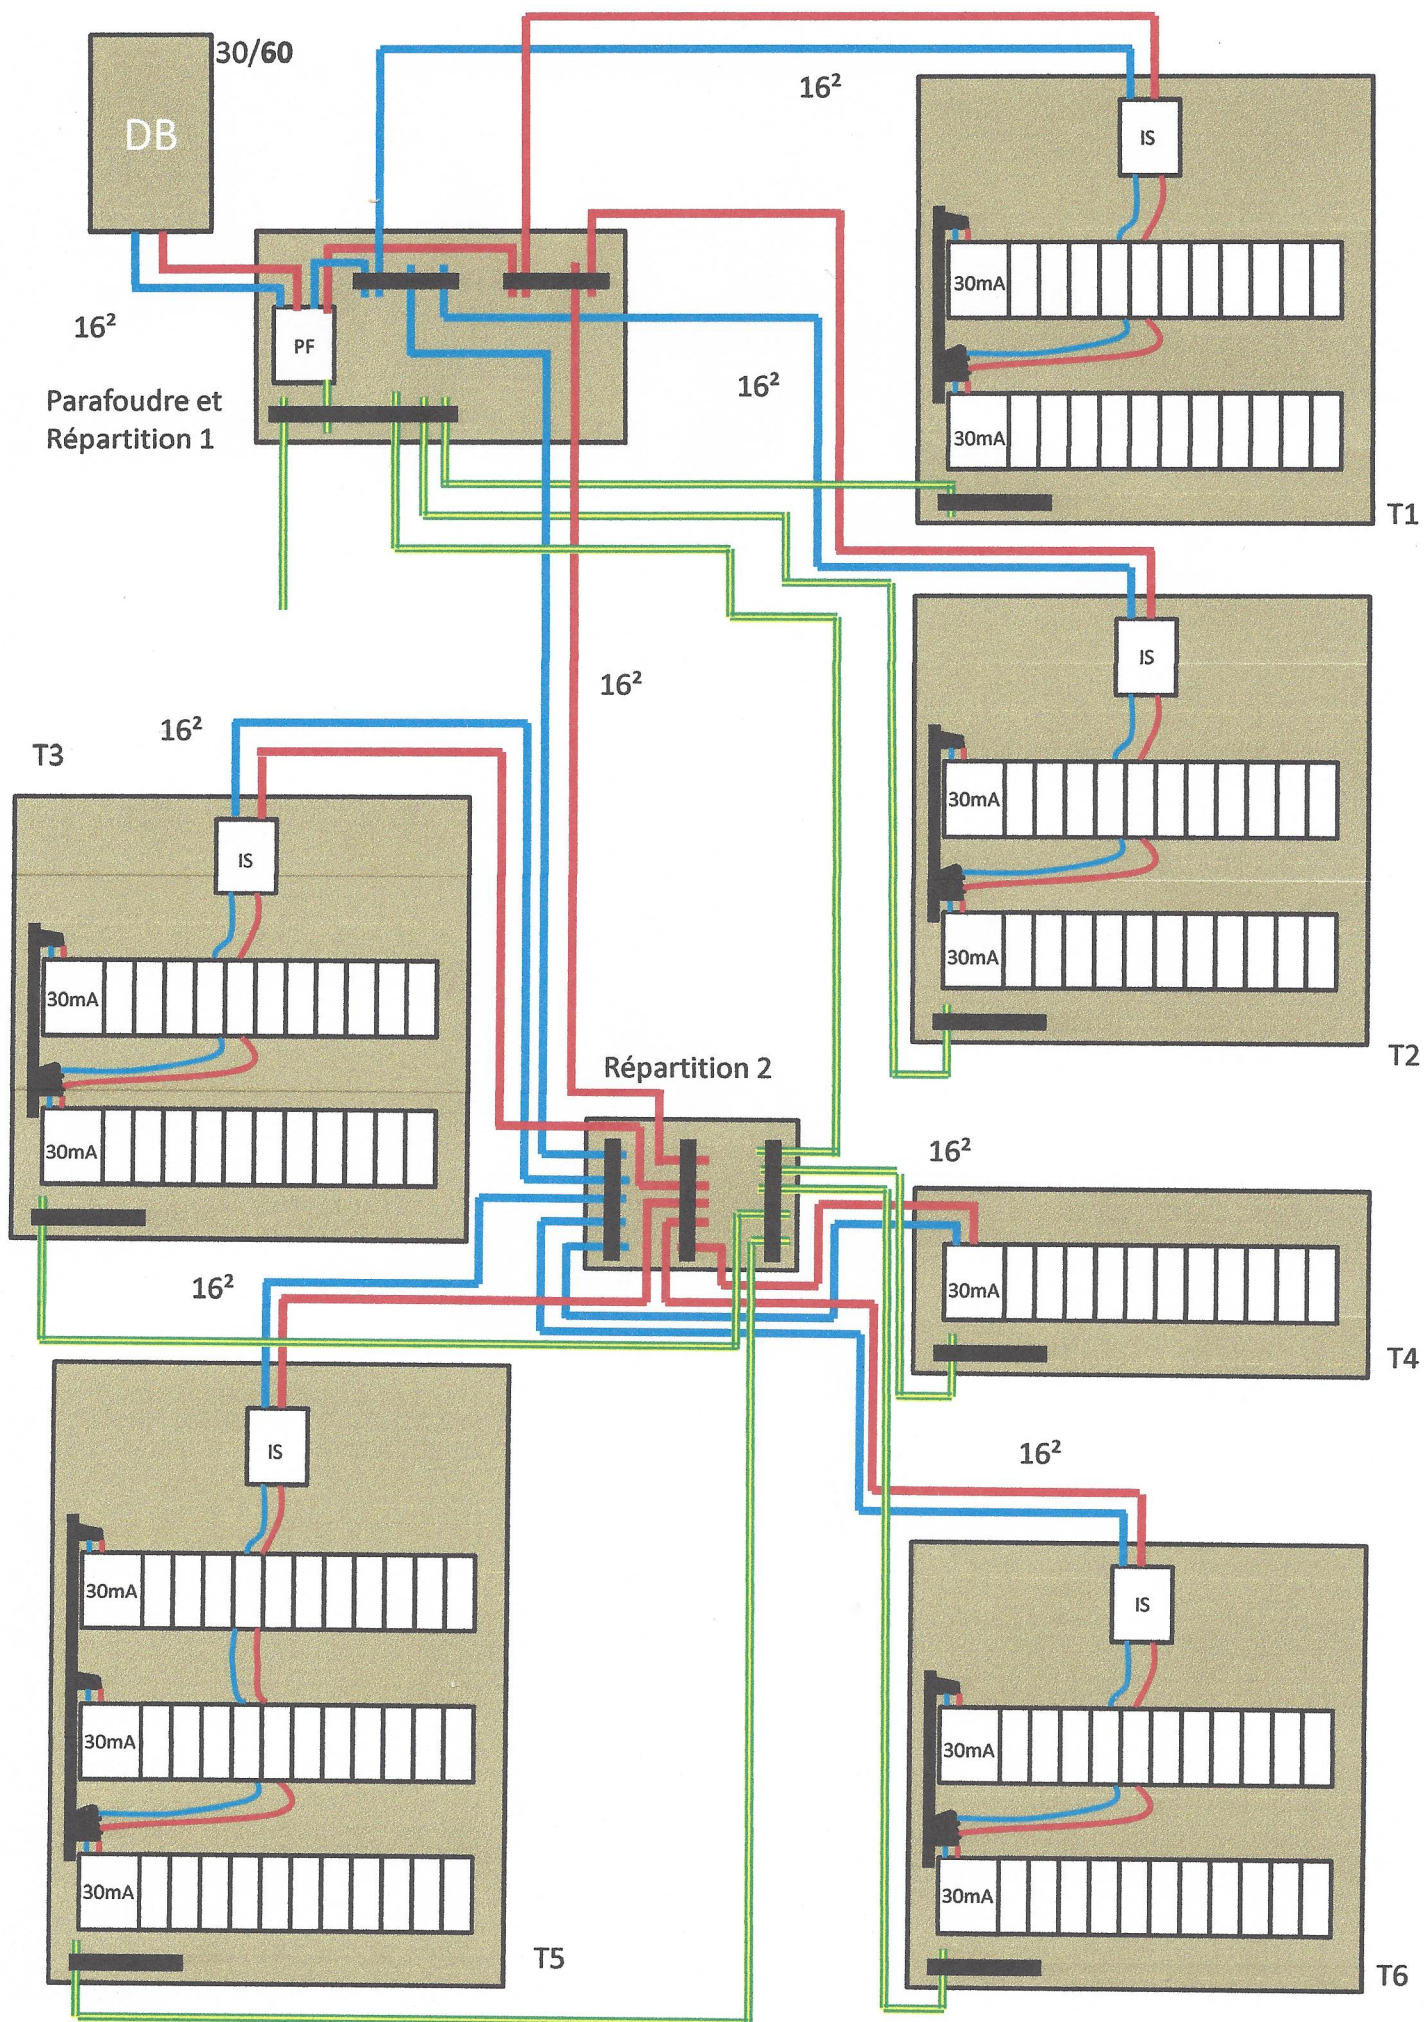 30/60
DB
16²
IS
30mA
30mA
T1
16²
PF
Parafoudre et
Répartition 1
16²
IS
30mA
30mA
T2
16²
16²
T3
IS
30mA
30mA
Répartition 2
16²
30mA
T4
16²
IS
30mA
30mA
30mA
T5
16²
IS
30mA
30mA
T6